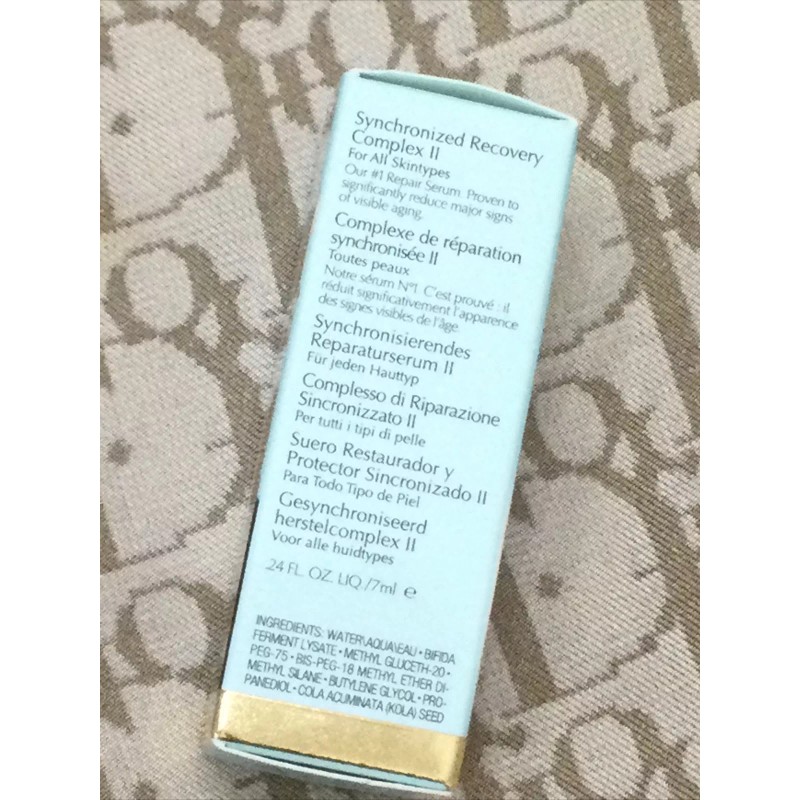 Synchronized Recovery
Complex II
For All Skintypes
Our #1 Repair Serum. Proven to
significantly reduce major signs
of visible aging.
Complexe de réparation
synchronisée II
Toutes peaux
Notre sérum N°1. C'est prouvé : il
réduit significativement l'apparence
des signes visibles de l'âge.
Synchronisierendes
Reparaturserum II
Für jeden Hauttyp
Complesso di Riparazione
Sincronizzato II
Per tutti i tipi di pelle
Suero Restaurador y
Protector Sincronizado II
Para Todo Tipo de Piel
Gesynchroniseerd
herstelcomplex II
Voor alle huidtypes
.24 FL. OZ. LIQ./7ml ℮
INGREDIENTS: WATER\AQUA\EAU • BIFIDA
FERMENT LYSATE • METHYL GLUCETH-20 •
PEG-75 • BIS-PEG-18 METHYL ETHER DI-
METHYL SILANE • BUTYLENE GLYCOL • PRO-
PANEDIOL • COLA ACUMINATA (KOLA) SEED